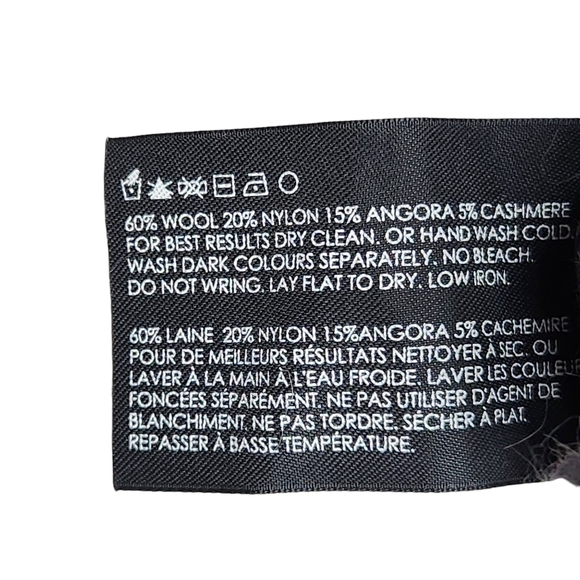 60% WOOL 20% NYLON 15% ANGORA 5% CASHMERE
FOR BEST RESULTS DRY CLEAN. OR HAND WASH COLD.
WASH DARK COLOURS SEPARATELY. NO BLEACH.
DO NOT WRING. LAY FLAT TO DRY. LOW IRON.
60% LAINE 20% NYLON 15%ANGORA 5% CACHEMIRE
POUR DE MEILLEURS RÉSULTATS NETTOYER À SEC. OU
LAVER À LA MAIN À L'EAU FROIDE. LAVER LES COULEUR
FONCÉES SÉPARÉMENT. NE PAS UTILISER D'AGENT DE
BLANCHIMENT. NE PAS TORDRE. SÉCHER À PLAT.
REPASSER À BASSE TEMPÉRATURE.